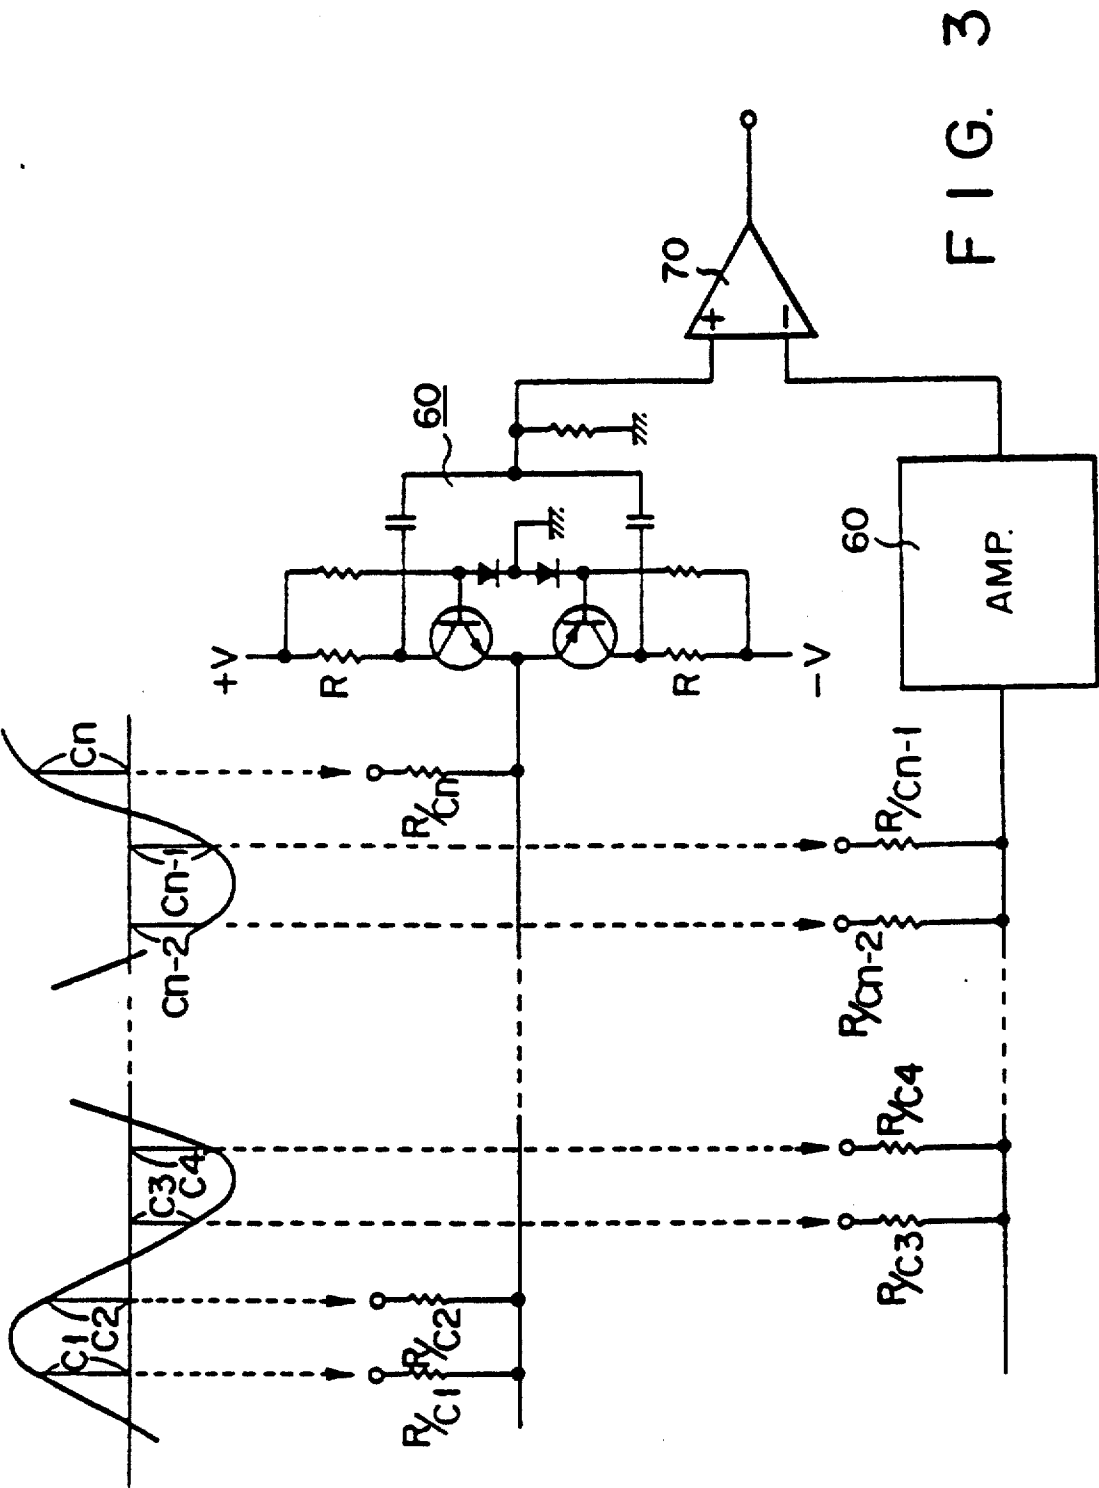 C1
C2
C3
C4
Cn-2
Cn-1
Cn
R/C1
R/C2
R/Cn
+V
R
R
-V
60
70
+
-
R/C3
R/C4
R/Cn-2
R/Cn-1
60
AMP.
FIG. 3